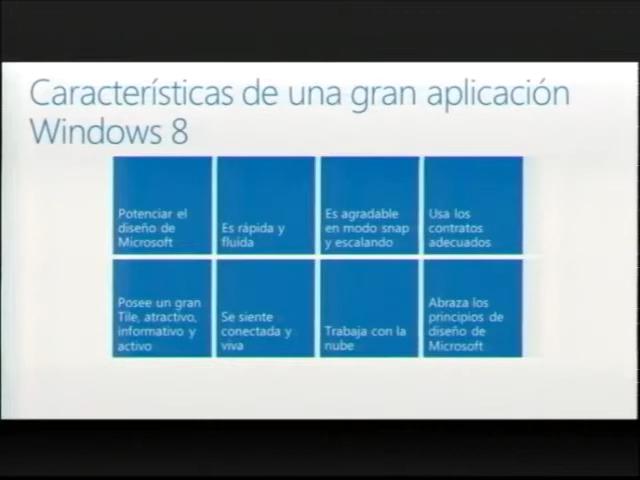 Características de una gran aplicación
Windows 8
Potenciar el
diseño de
Microsoft
Es rápida y
fluida
Es agradable
en modo snap
y escalando
Usa los
contratos
adecuados
Posee un gran
Tile, atractivo,
informativo y
activo
Se siente
conectada y
viva
Trabaja con la
nube
Abraza los
principios de
diseño de
Microsoft